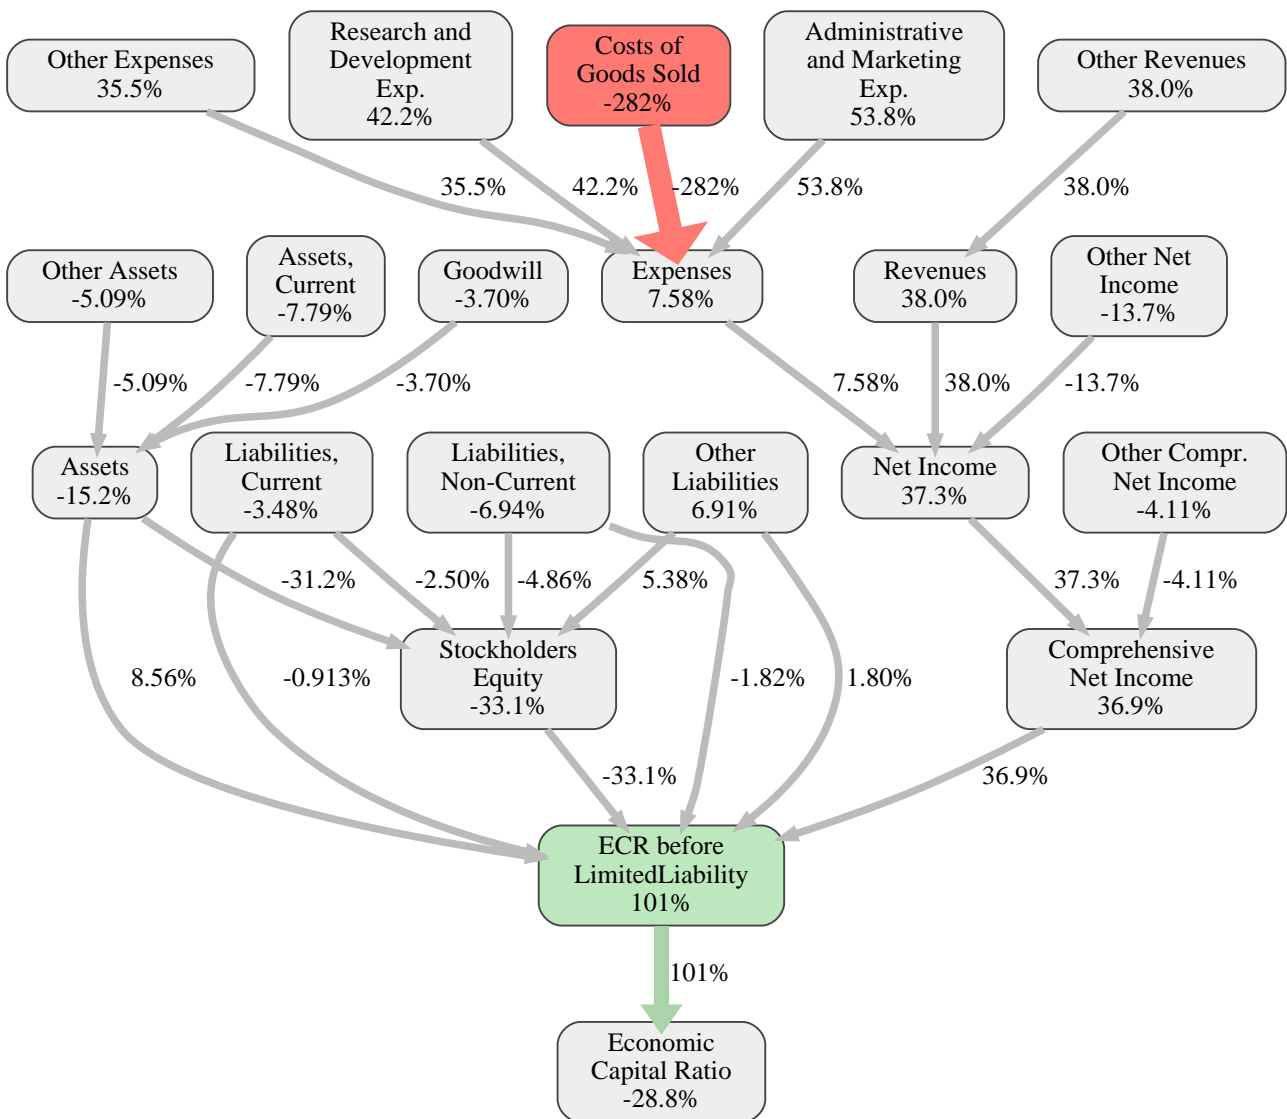 Other Expenses
35.5%
Research and
Development
Exp.
42.2%
Costs of
Goods Sold
-282%
Administrative
and Marketing
Exp.
53.8%
Other Revenues
38.0%
35.5%
42.2%
-282%
53.8%
38.0%
Other Assets
-5.09%
Assets,
Current
-7.79%
Goodwill
-3.70%
Expenses
7.58%
Revenues
38.0%
Other Net
Income
-13.7%
-5.09%
-7.79%
-3.70%
7.58%
38.0%
-13.7%
Assets
-15.2%
Liabilities,
Current
-3.48%
Liabilities,
Non-Current
-6.94%
Other
Liabilities
6.91%
Net Income
37.3%
Other Compr.
Net Income
-4.11%
-31.2%
-2.50%
-4.86%
5.38%
37.3%
-4.11%
Stockholders
Equity
-33.1%
Comprehensive
Net Income
36.9%
8.56%
-0.913%
-1.82%
1.80%
-33.1%
36.9%
ECR before
LimitedLiability
101%
101%
Economic
Capital Ratio
-28.8%